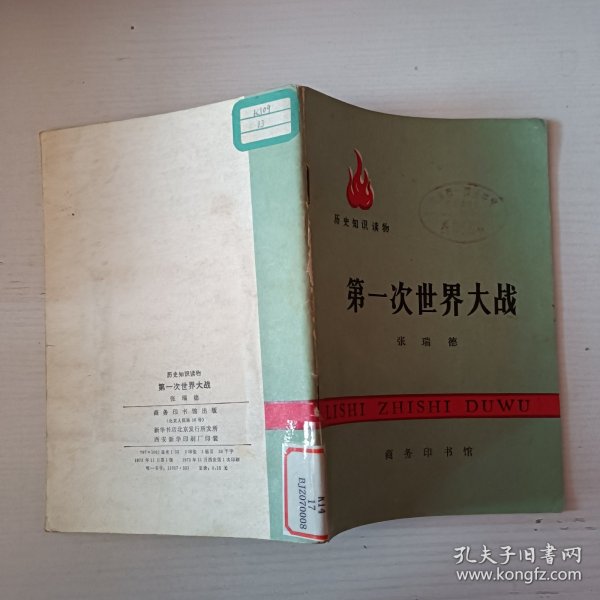 K109
13
历史知识读物
第一次世界大战
张瑞德
商务印书馆出版
新华书店北京发行所发所
西安新华印刷厂印装
K14
17
BJ2070008
历史知识读物
第一次世界大战
张瑞德
LISHI ZHISHI DUWU
商务印书馆
孔夫子旧书网
www.kongfz.com